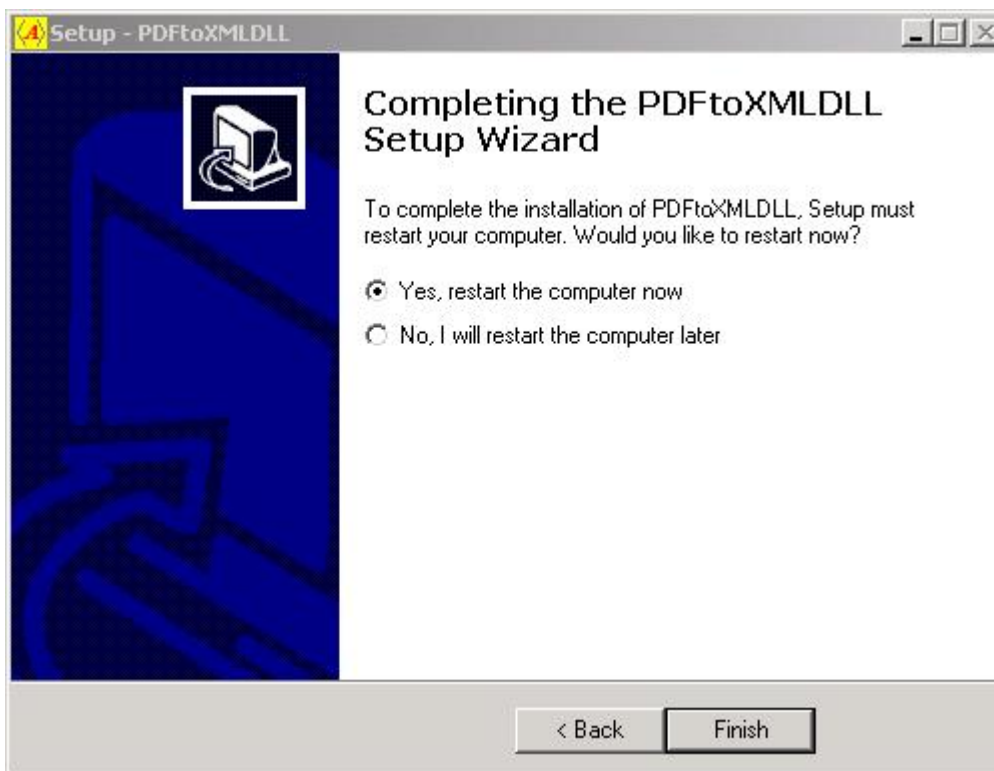 Setup - PDFtoXMLDLL
Completing the PDFtoXMLDLL
Setup Wizard
To complete the installation of PDFtoXMLDLL, Setup must
restart your computer. Would you like to restart now?
Yes, restart the computer now
No, I will restart the computer later
< Back
Finish